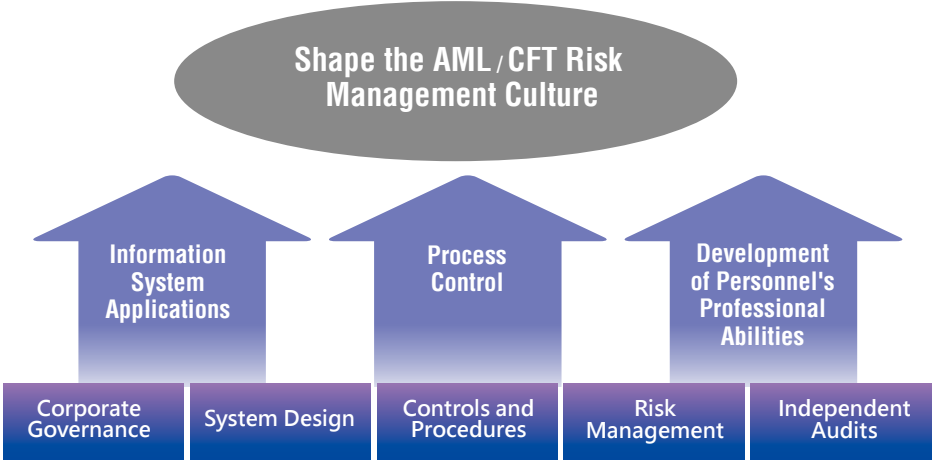 Shape the AML / CFT Risk
Management Culture
Information
System
Applications
Process
Control
Development
of Personnel's
Professional
Abilities
Corporate
Governance
System Design
Controls and
Procedures
Risk
Management
Independent
Audits